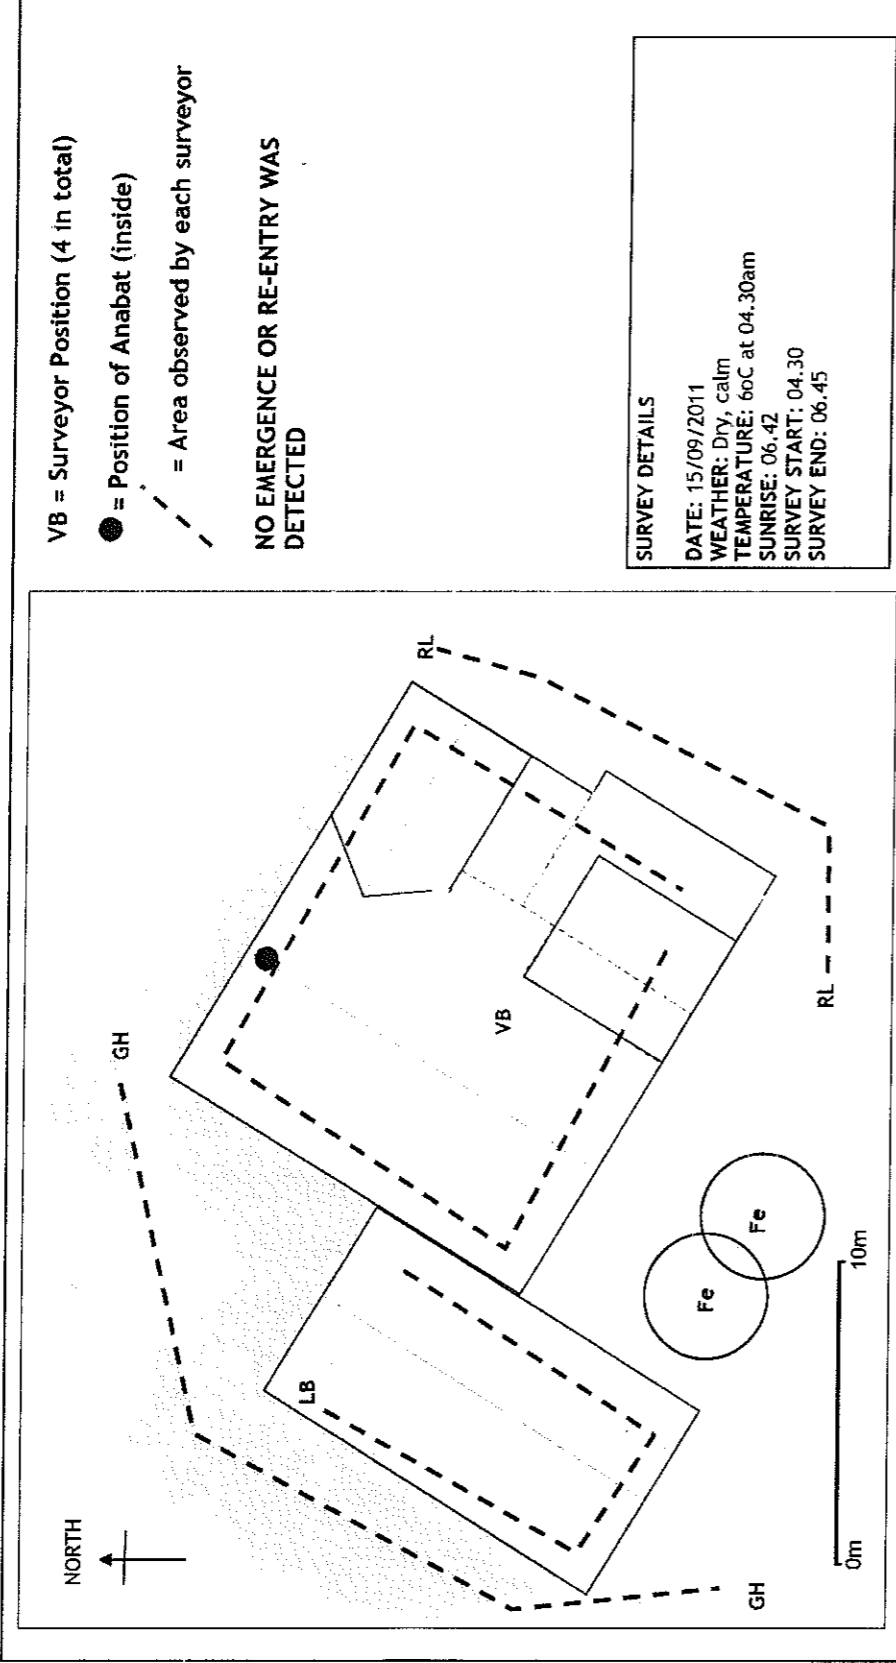 VB = Surveyor Position (4 in total)
= Position of Anabat (inside)
= Area observed by each surveyor
NO EMERGENCE OR RE-ENTRY WAS
DETECTED
SURVEY DETAILS
DATE: 15/09/2011
WEATHER: Dry, calm
TEMPERATURE: 6oC at 04.30am
SUNRISE: 06.42
SURVEY START: 04.30
SURVEY END: 06.45
NORTH
GH
RL
LB
VB
GH
RL
Fe
Fe
0m
10m